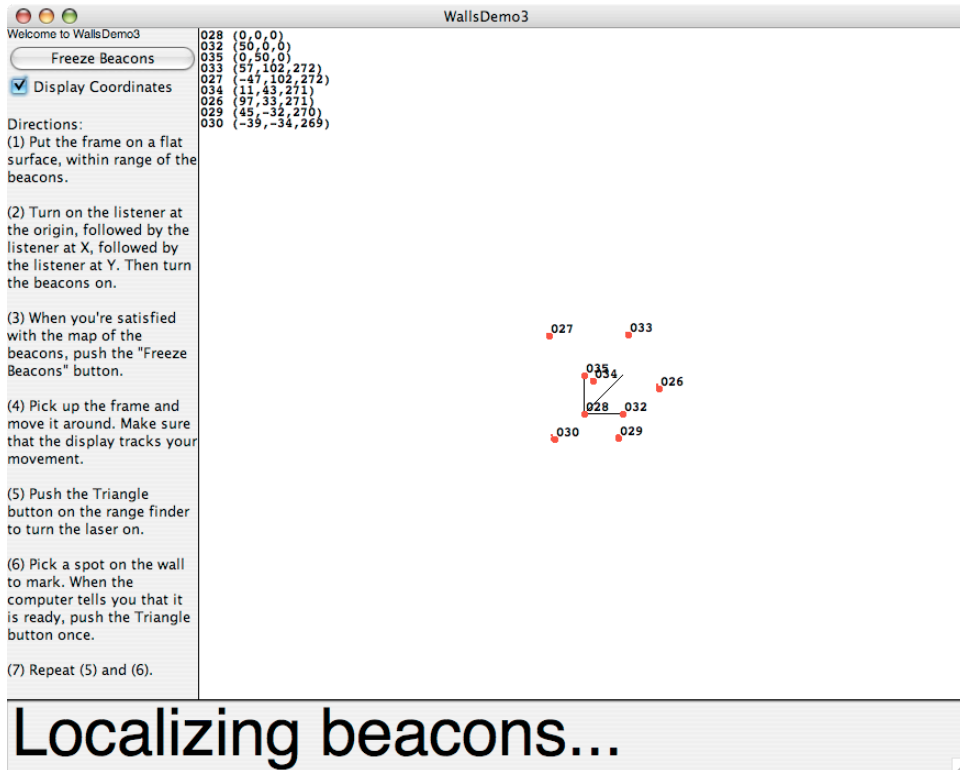 WallsDemo3
Welcome to WallsDemo3
Freeze Beacons
Display Coordinates
Directions:
(1) Put the frame on a flat
surface, within range of the
beacons.
(2) Turn on the listener at
the origin, followed by the
listener at X, followed by
the listener at Y. Then turn
the beacons on.
(3) When you're satisfied
with the map of the
beacons, push the "Freeze
Beacons" button.
(4) Pick up the frame and
move it around. Make sure
that the display tracks your
movement.
(5) Push the Triangle
button on the range finder
to turn the laser on.
(6) Pick a spot on the wall
to mark. When the
computer tells you that it
is ready, push the Triangle
button once.
(7) Repeat (5) and (6).
028 (0,0,0)
032 (50,0,0)
035 (0,50,0)
033 (57,102,272)
027 (-47,102,272)
034 (11,43,271)
026 (97,33,271)
029 (45,-32,270)
030 (-39,-34,269)
027
033
035
034
026
028
032
030
029
Localizing beacons...